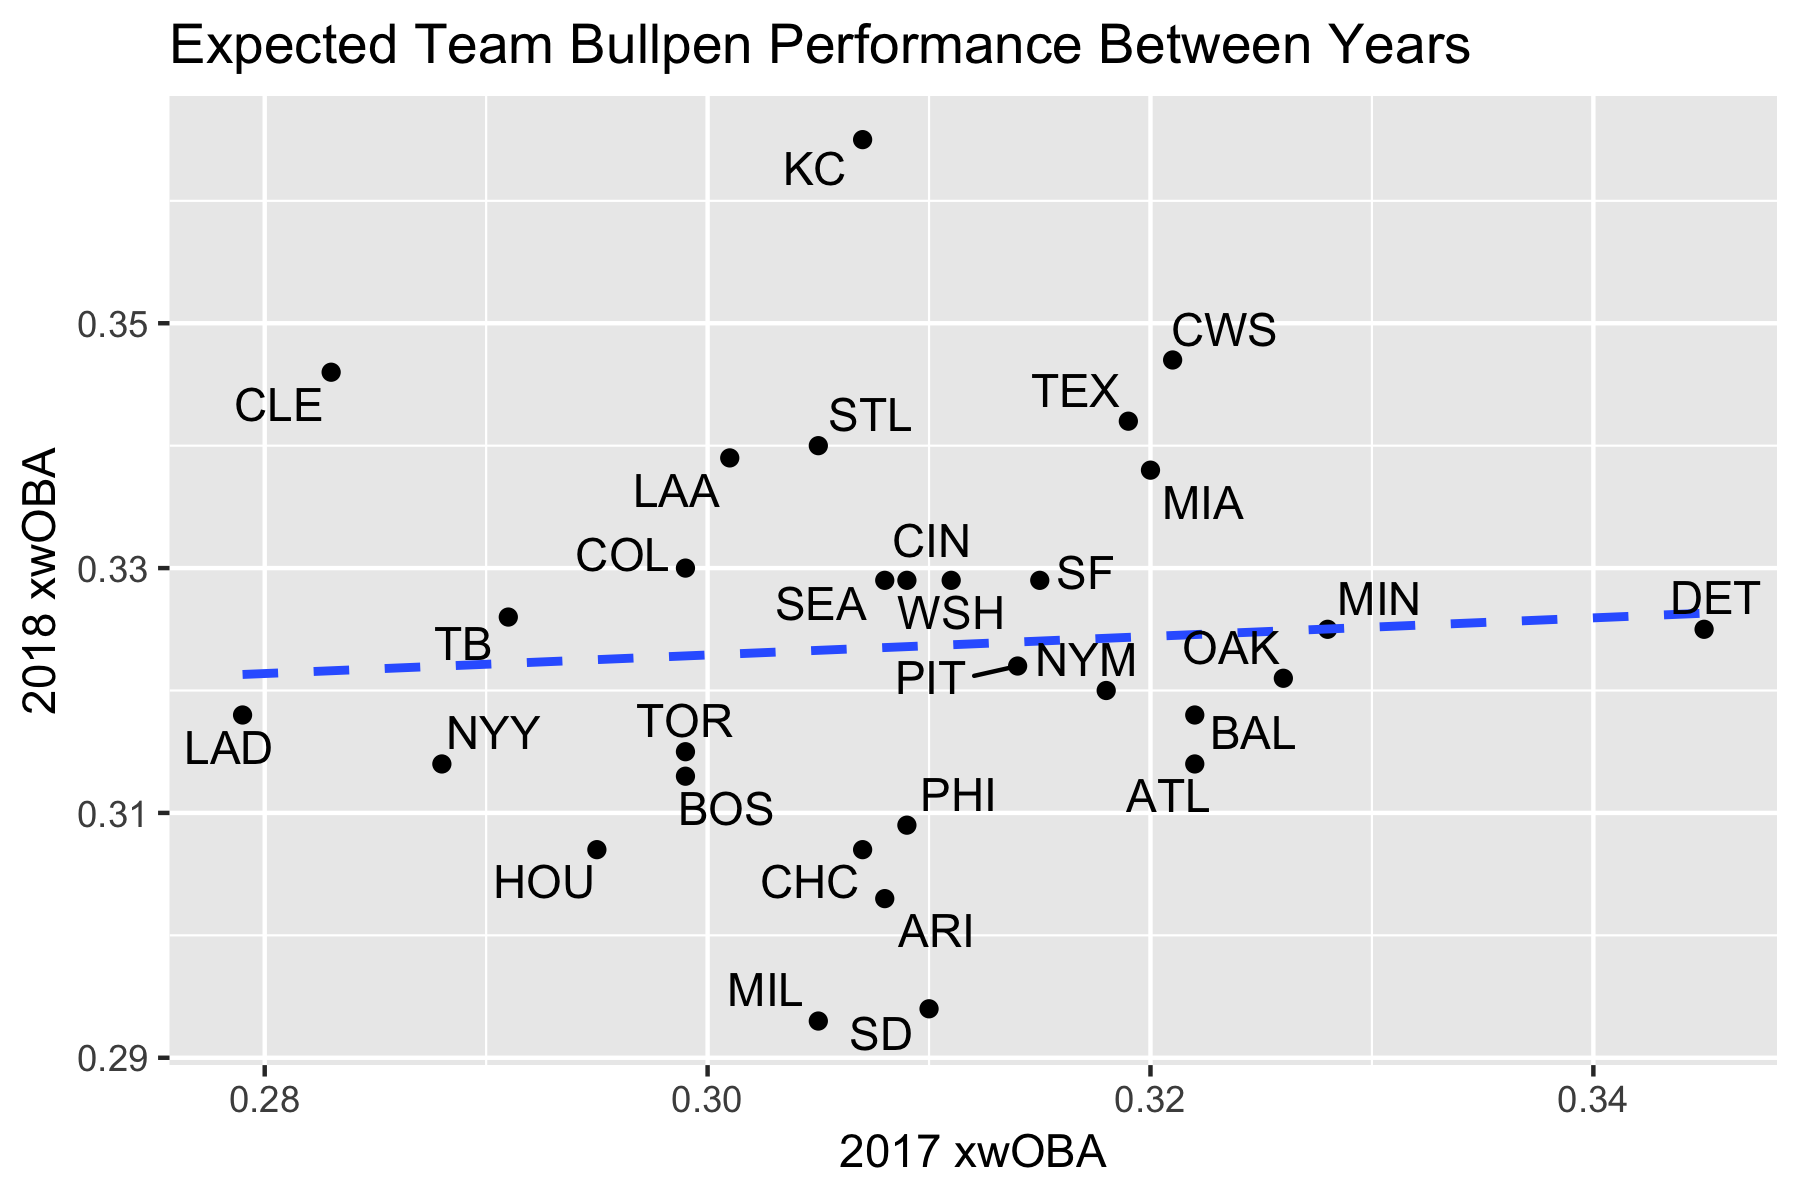 Expected Team Bullpen Performance Between Years
KC
CWS
TEX
CLE
STL
LAA
MIA
CIN
COL
SF
SEA
WSH
MIN
DET
TB
OAK
PIT
NYM
TOR
NYY
BAL
LAD
PHI
ATL
BOS
HOU
CHC
ARI
MIL
SD
0.35
0.33
0.31
0.29
2018 xwOBA
0.28
0.30
0.32
0.34
2017 xwOBA